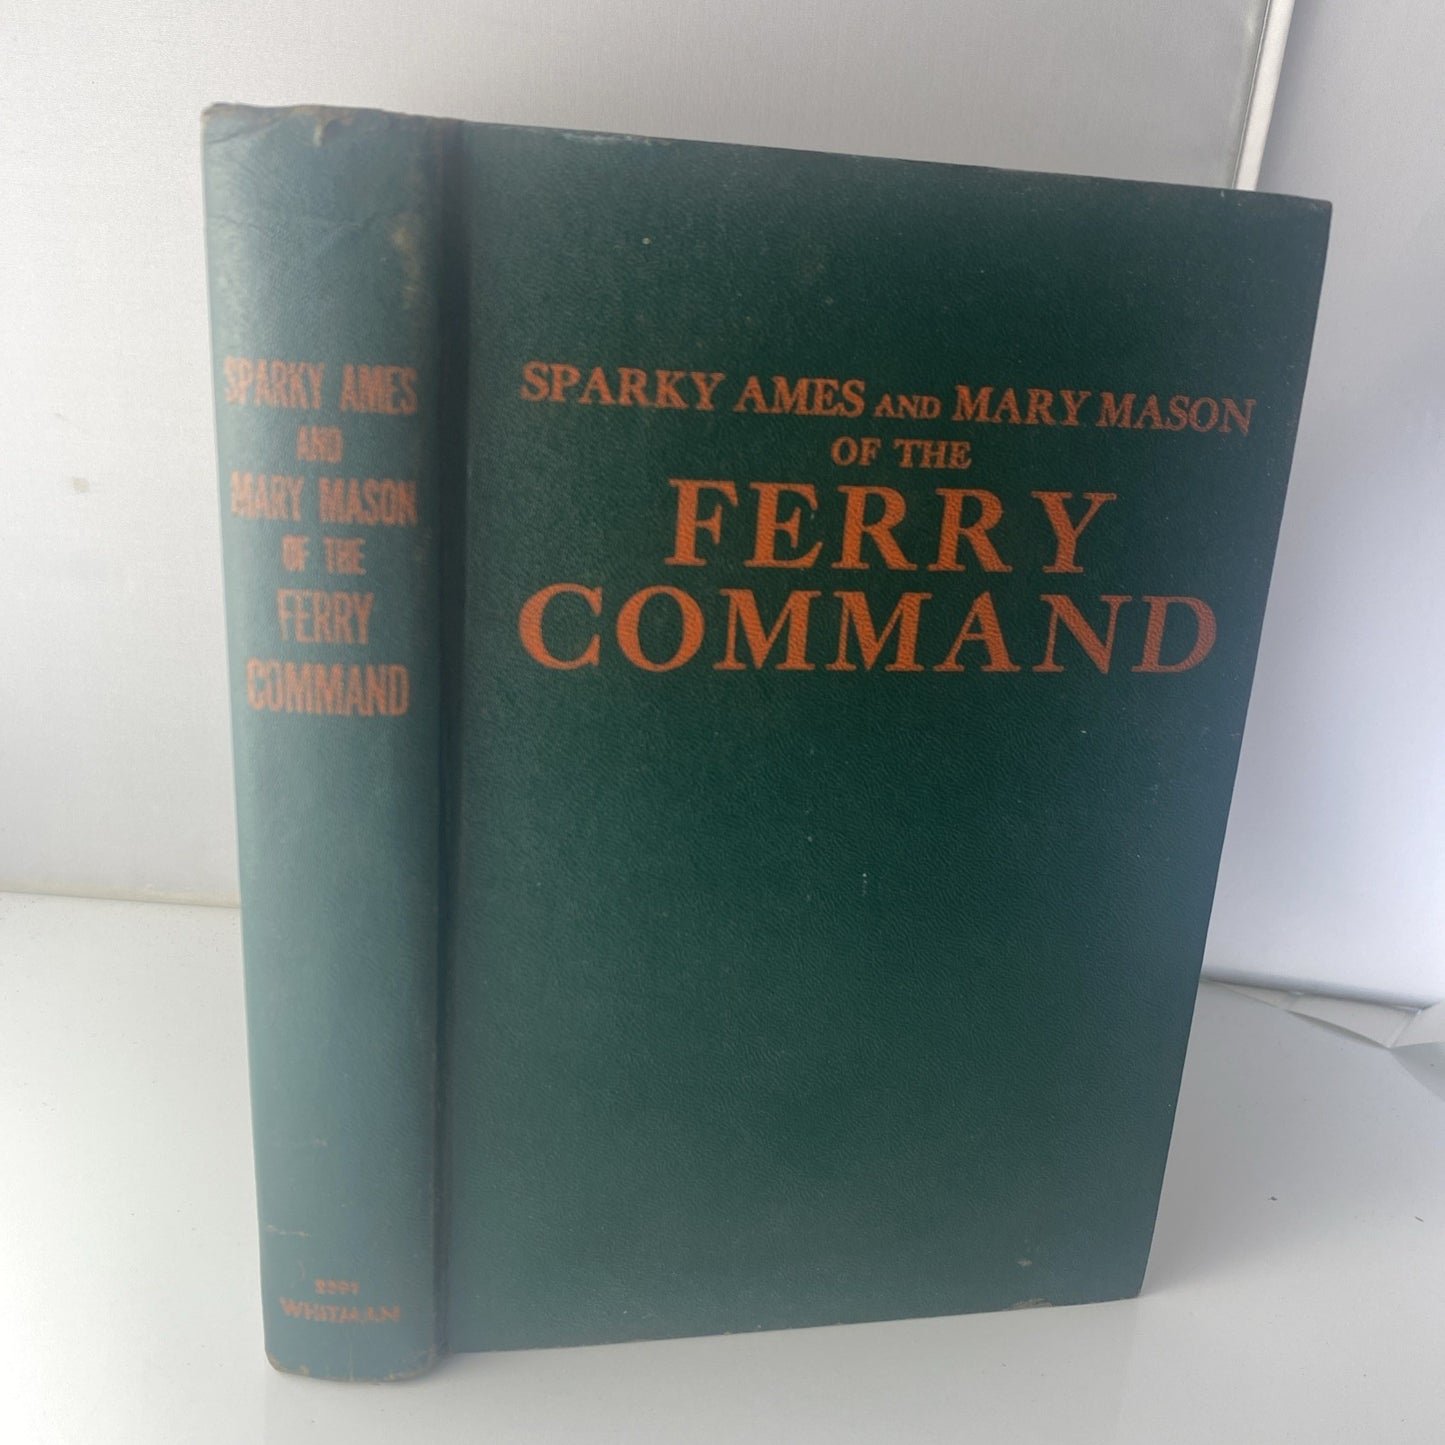 SPARKY AMES
AND
MARY MASON
OF THE
FERRY
COMMAND
WHITMAN
SPARKY AMES AND MARY MASON
OF THE
FERRY
COMMAND